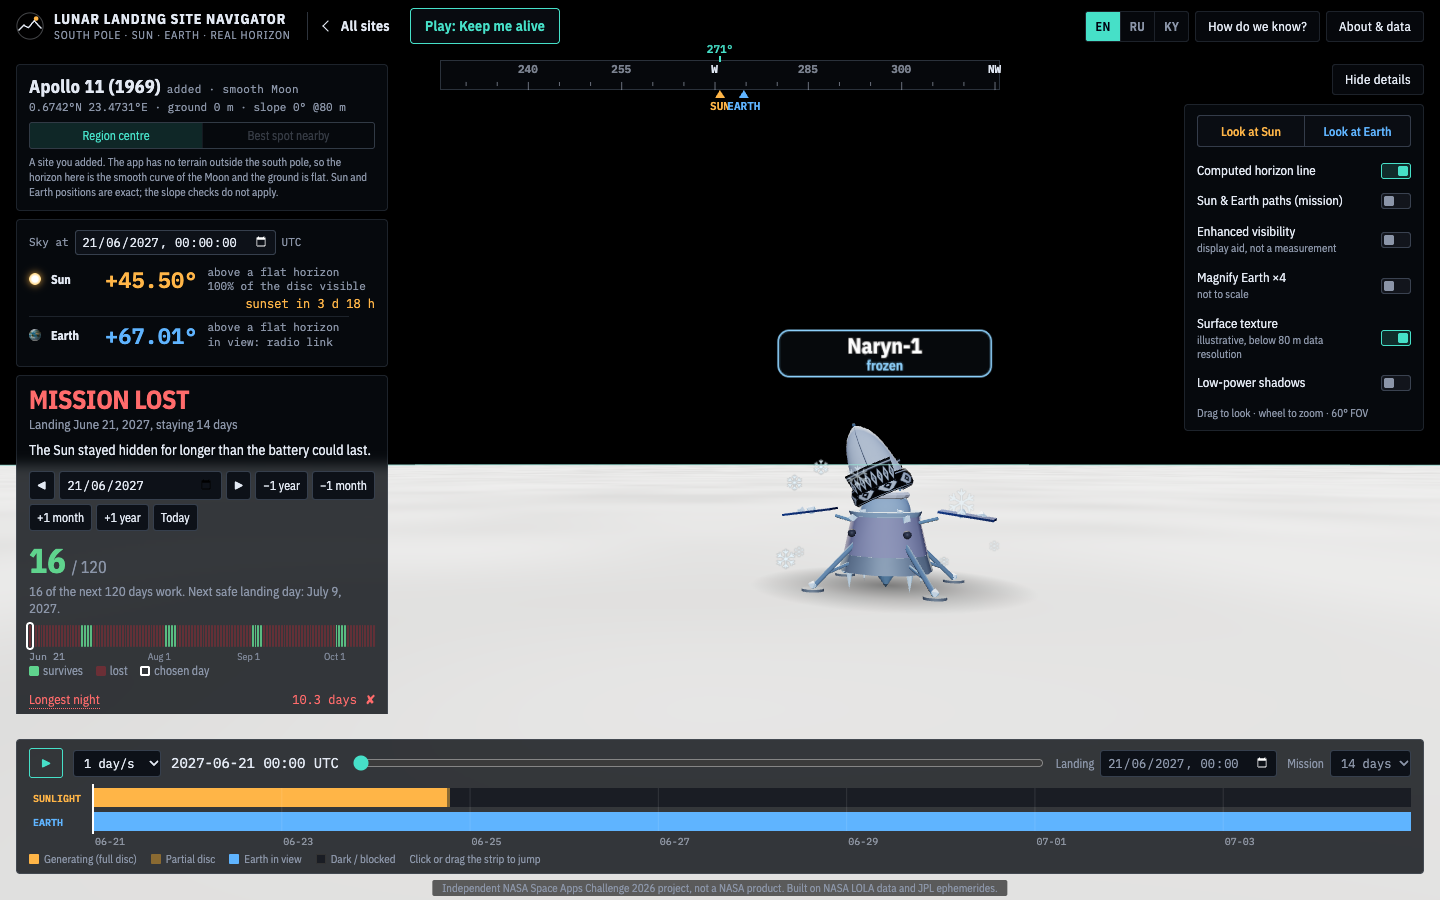 LUNAR LANDING SITE NAVIGATOR
SOUTH POLE · SUN · EARTH · REAL HORIZON
All sites
Play: Keep me alive
EN RU KY
How do we know?
About & data
271°
240 255 W 285 300 NW
SUN EARTH
Apollo 11 (1969) added · smooth Moon
0.6742°N 23.4731°E · ground 0 m · slope 0° @80 m
Region centre
Best spot nearby
A site you added. The app has no terrain outside the south pole, so the
horizon here is the smooth curve of the Moon and the ground is flat. Sun and
Earth positions are exact; the slope checks do not apply.
Sky at 21/06/2027, 00:00:00 UTC
Sun +45.50° above a flat horizon
100% of the disc visible
sunset in 3 d 18 h
Earth +67.01° above a flat horizon
in view: radio link
MISSION LOST
Landing June 21, 2027, staying 14 days
The Sun stayed hidden for longer than the battery could last.
◀ 21/06/2027 ▶ −1 year −1 month
+1 month +1 year Today
16 / 120
16 of the next 120 days work. Next safe landing day: July 9,
2027.
Jun 21 Aug 1 Sep 1 Oct 1
survives lost chosen day
Longest night 10.3 days ✘
Naryn-1
frozen
Hide details
Look at Sun
Look at Earth
Computed horizon line
Sun & Earth paths (mission)
Enhanced visibility
display aid, not a measurement
Magnify Earth ×4
not to scale
Surface texture
illustrative, below 80 m data
resolution
Low-power shadows
Drag to look · wheel to zoom · 60° FOV
▶ 1 day/s 2027-06-21 00:00 UTC
Landing 21/06/2027, 00:00
Mission 14 days
SUNLIGHT
EARTH
06-21 06-23 06-25 06-27 06-29 07-01 07-03
Generating (full disc) Partial disc Earth in view Dark / blocked Click or drag the strip to jump
Independent NASA Space Apps Challenge 2026 project, not a NASA product. Built on NASA LOLA data and JPL ephemerides.